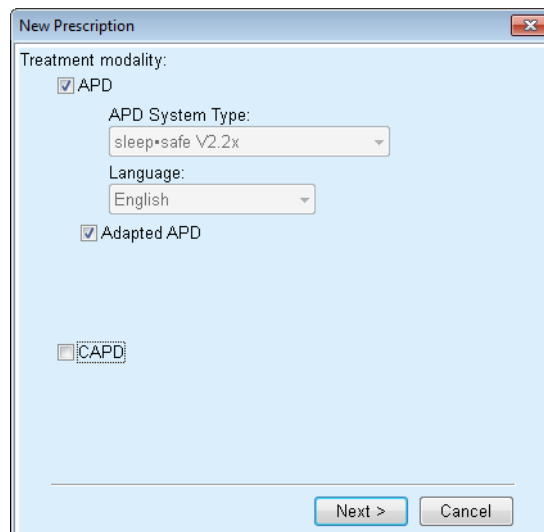 New Prescription
Treatment modality:
APD
APD System Type:
sleep•safe V2.2x
Language:
English
Adapted APD
CAPD
Next > Cancel